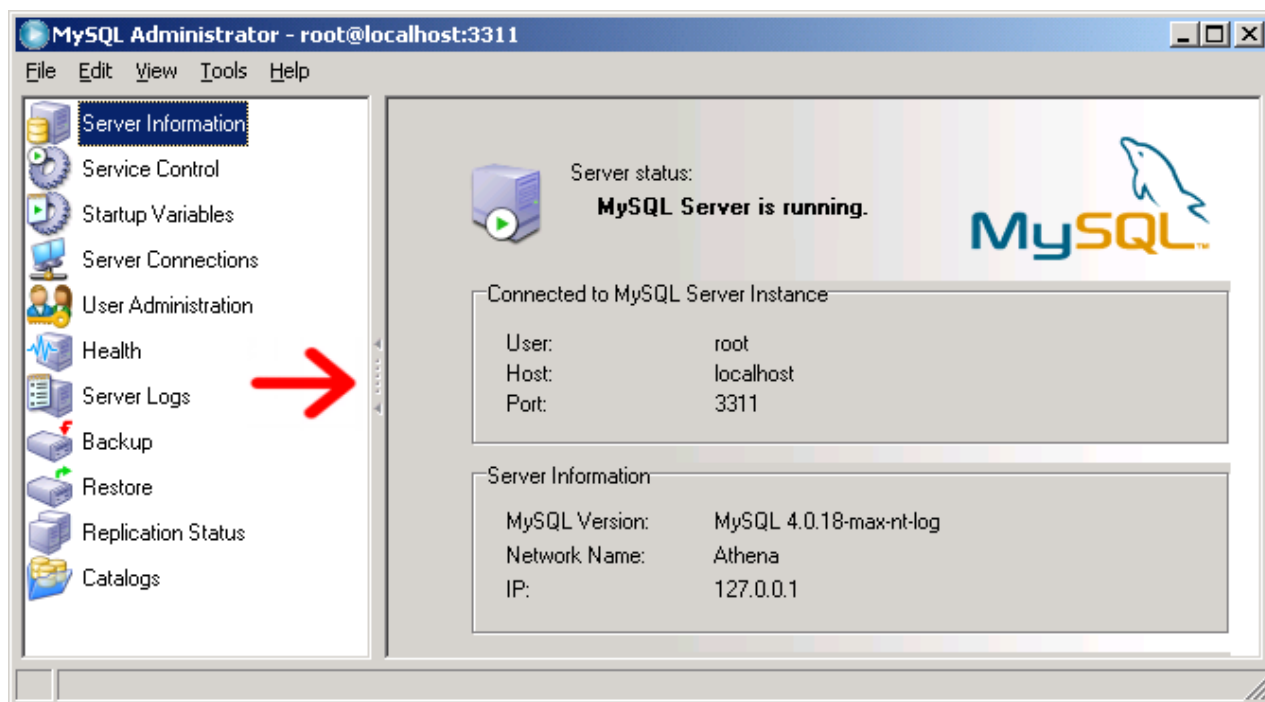 MySQL Administrator - root@localhost:3311
File Edit View Tools Help
Server Information
Service Control
Startup Variables
Server Connections
User Administration
Health
Server Logs
Backup
Restore
Replication Status
Catalogs
Server status:
MySQL Server is running.
MySQL™
Connected to MySQL Server Instance
User: root
Host: localhost
Port: 3311
Server Information
MySQL Version: MySQL 4.0.18-max-nt-log
Network Name: Athena
IP: 127.0.0.1